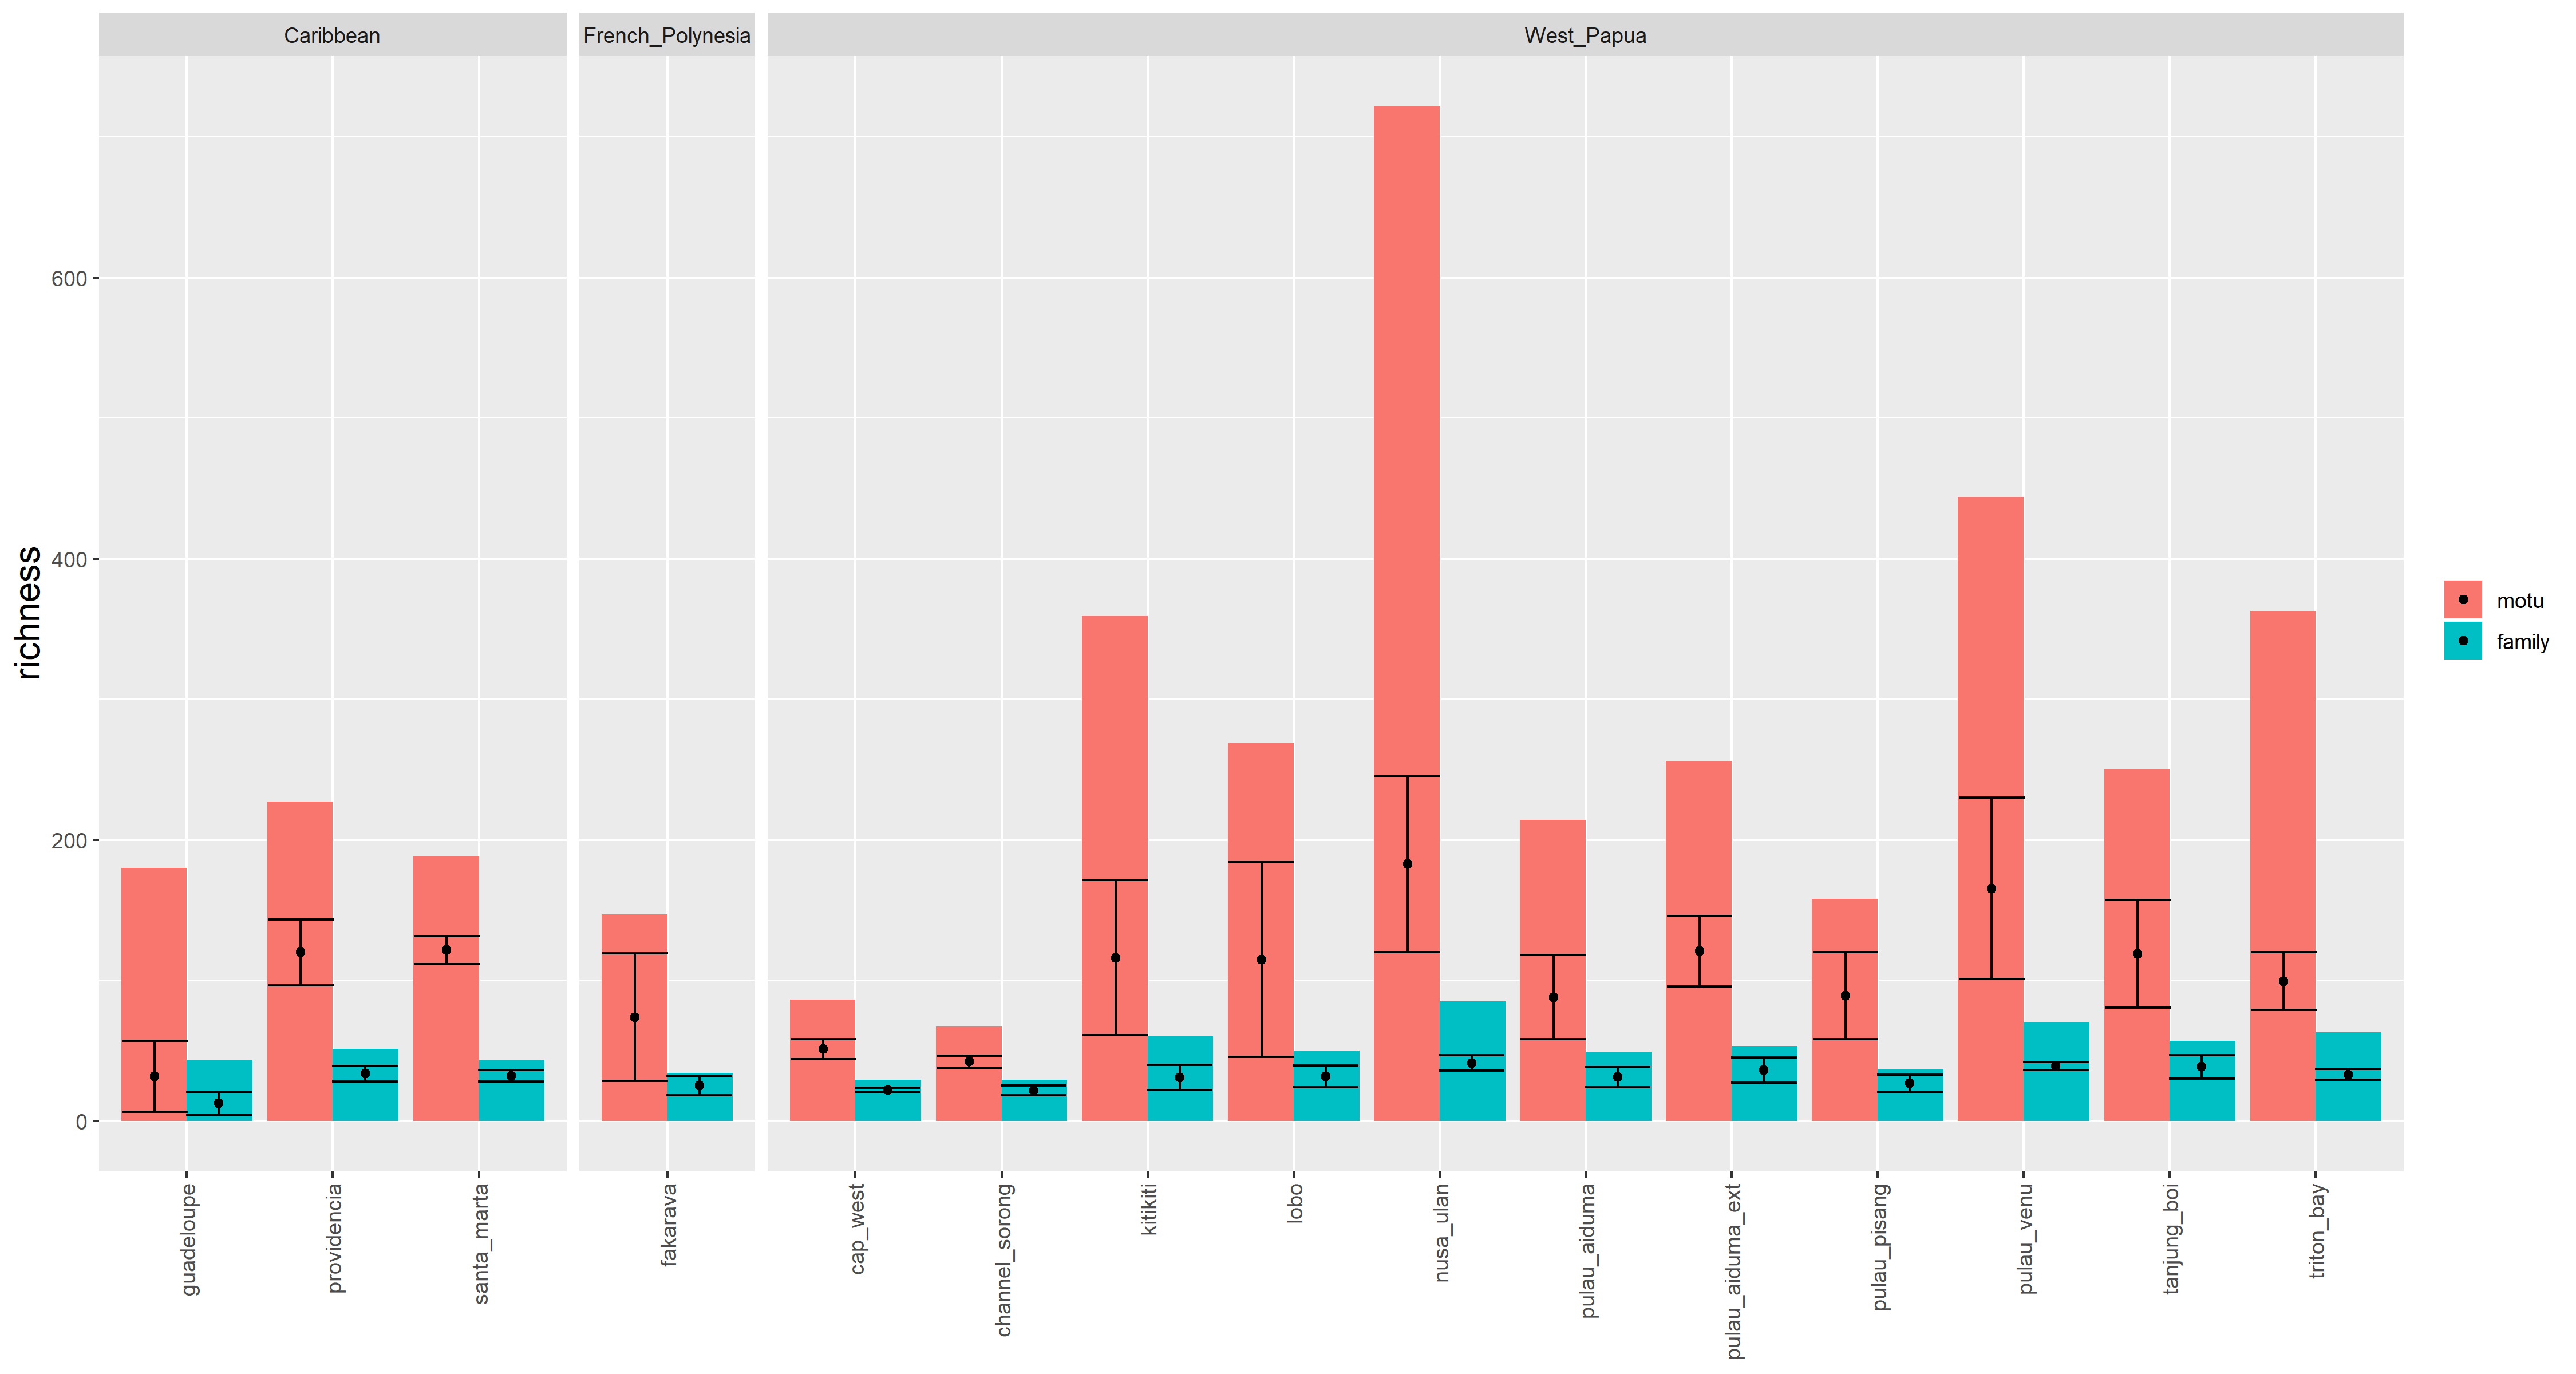 Caribbean
French_Polynesia
West_Papua
richness
600
400
200
0
guadeloupe
providencia
santa_marta
fakarava
cap_west
channel_sorong
kitikiti
lobo
nusa_ulan
pulau_aiduma
pulau_aiduma_ext
pulau_pisang
pulau_venu
tanjung_boi
triton_bay
motu
family